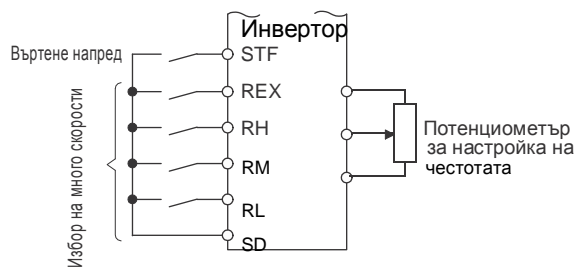 Инвертор
Въртене напред
STF
REX
RH
RM
RL
SD
Избор на много скорости
Потенциометър
за настройка на
честотата